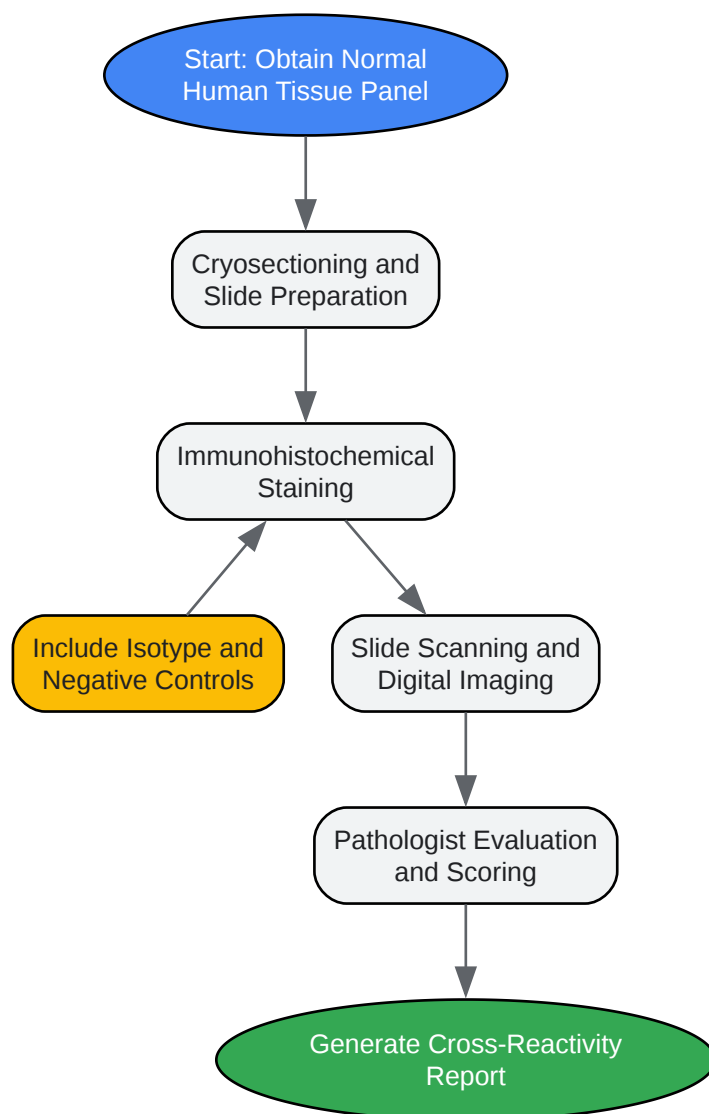 Start: Obtain Normal
Human Tissue Panel
Cryosectioning and
Slide Preparation
Immunohistochemical
Staining
Include Isotype and
Negative Controls
Slide Scanning and
Digital Imaging
Pathologist Evaluation
and Scoring
Generate Cross-Reactivity
Report